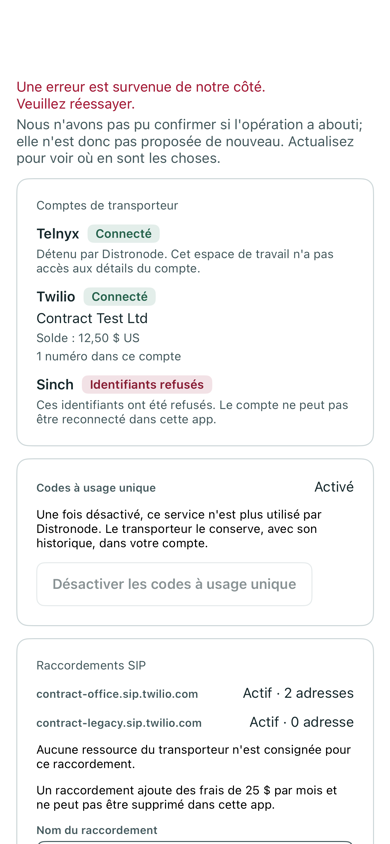 Une erreur est survenue de notre côté.
Veuillez réessayer.
Nous n'avons pas pu confirmer si l'opération a abouti;
elle n'est donc pas proposée de nouveau. Actualisez
pour voir où en sont les choses.
Comptes de transporteur
Telnyx Connecté
Détenu par Distronode. Cet espace de travail n'a pas
accès aux détails du compte.
Twilio Connecté
Contract Test Ltd
Solde : 12,50 $ US
1 numéro dans ce compte
Sinch Identifiants refusés
Ces identifiants ont été refusés. Le compte ne peut pas
être reconnecté dans cette app.
Codes à usage unique Activé
Une fois désactivé, ce service n'est plus utilisé par
Distronode. Le transporteur le conserve, avec son
historique, dans votre compte.
Désactiver les codes à usage unique
Raccordements SIP
contract-office.sip.twilio.com Actif · 2 adresses
contract-legacy.sip.twilio.com Actif · 0 adresse
Aucune ressource du transporteur n'est consignée pour
ce raccordement.
Un raccordement ajoute des frais de 25 $ par mois et
ne peut pas être supprimé dans cette app.
Nom du raccordement